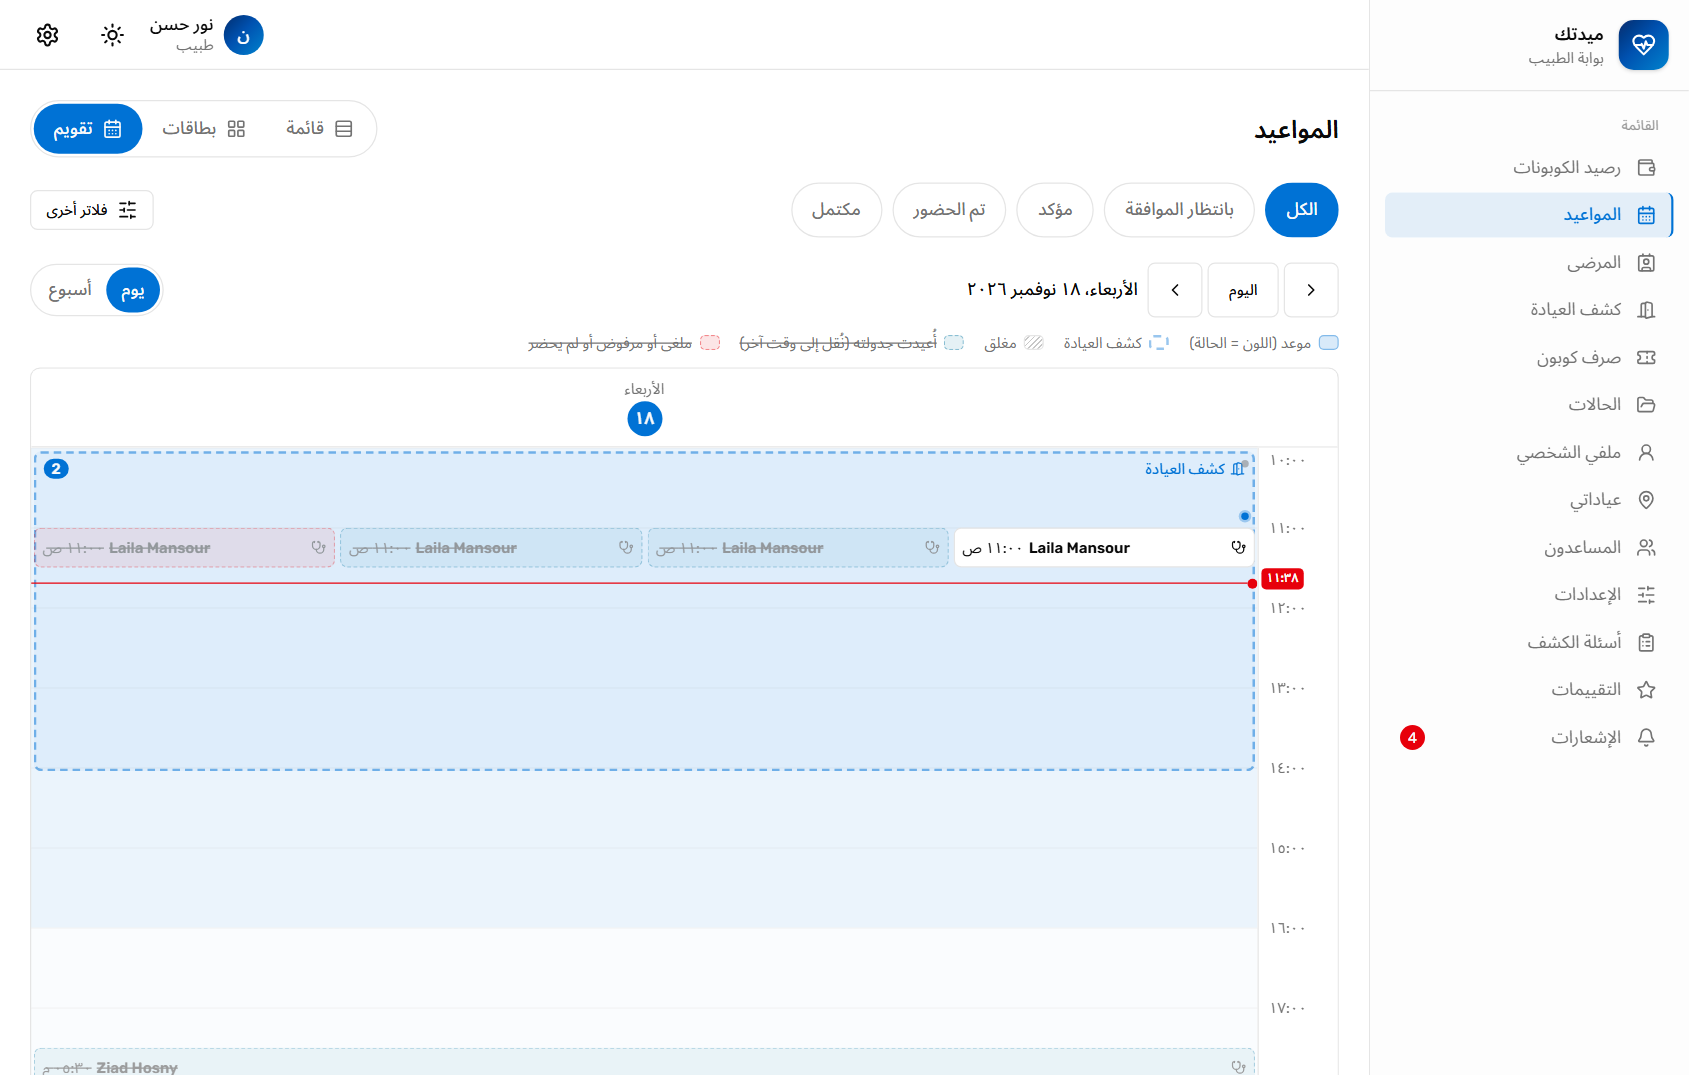 ميدتك
بوابة الطبيب
القائمة
رصيد الكوبونات
المواعيد
المرضى
كشف العيادة
صرف كوبون
الحالات
ملفي الشخصي
عياداتي
المساعدون
الإعدادات
أسئلة الكشف
التقييمات
الإشعارات 4
ن نور حسن
طبيب
المواعيد
قائمة بطاقات تقويم
الكل بانتظار الموافقة مؤكد تم الحضور مكتمل
فلاتر أخرى
اليوم الأربعاء، ١٨ نوفمبر ٢٠٢٦
يوم أسبوع
موعد (اللون = الحالة) كشف العيادة مغلق أُعيدت جدولته (نُقل إلى وقت آخر) ملغى أو مرفوض أو لم يحضر
الأربعاء
١٨
١٠:٠٠
كشف العيادة 2
١١:٠٠
Laila Mansour ١١:٠٠ ص
Laila Mansour ١١:٠٠ ص
Laila Mansour ١١:٠٠ ص
Laila Mansour ١١:٠٠ ص
١١:٣٨
١٢:٠٠
١٣:٠٠
١٤:٠٠
١٥:٠٠
١٦:٠٠
١٧:٠٠
Ziad Hosny ٠٥:٣٠ م